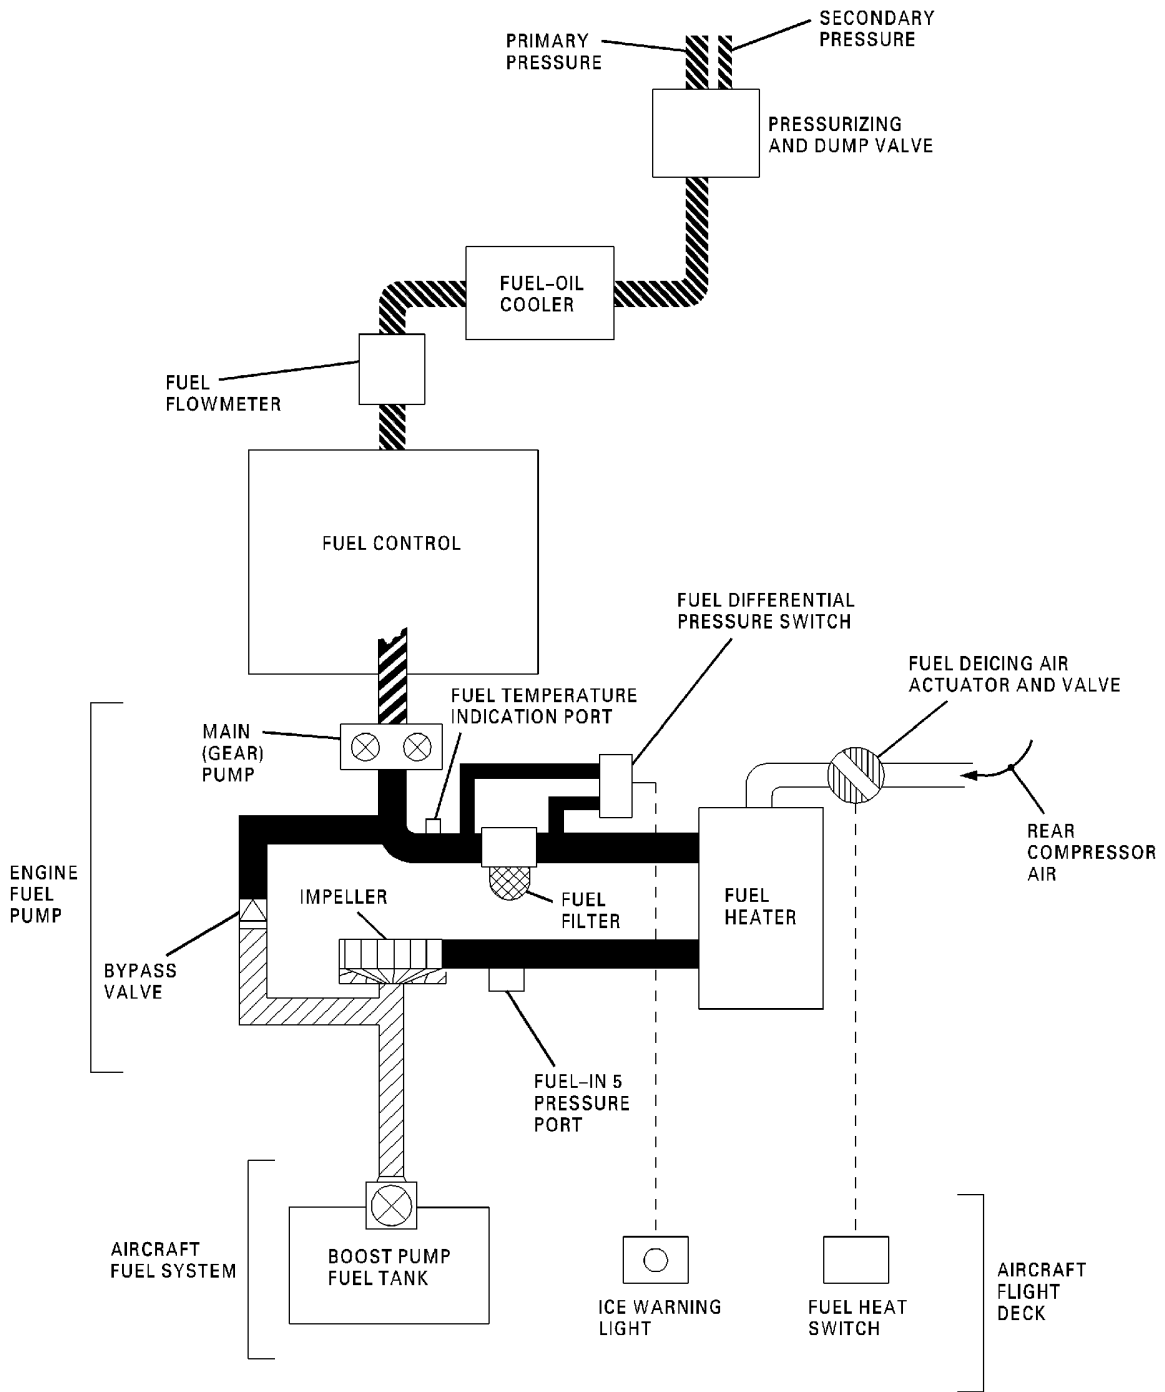 SECONDARY
PRESSURE
PRIMARY
PRESSURE
PRESSURIZING
AND DUMP VALVE
FUEL–OIL
COOLER
FUEL
FLOWMETER
FUEL CONTROL
FUEL DIFFERENTIAL
PRESSURE SWITCH
FUEL DEICING AIR
ACTUATOR AND VALVE
FUEL TEMPERATURE
INDICATION PORT
MAIN
(GEAR)
PUMP
REAR
COMPRESSOR
AIR
ENGINE
FUEL
PUMP
IMPELLER
FUEL
FILTER
FUEL
HEATER
BYPASS
VALVE
FUEL–IN 5
PRESSURE
PORT
AIRCRAFT
FUEL SYSTEM
BOOST PUMP
FUEL TANK
ICE WARNING
LIGHT
FUEL HEAT
SWITCH
AIRCRAFT
FLIGHT
DECK